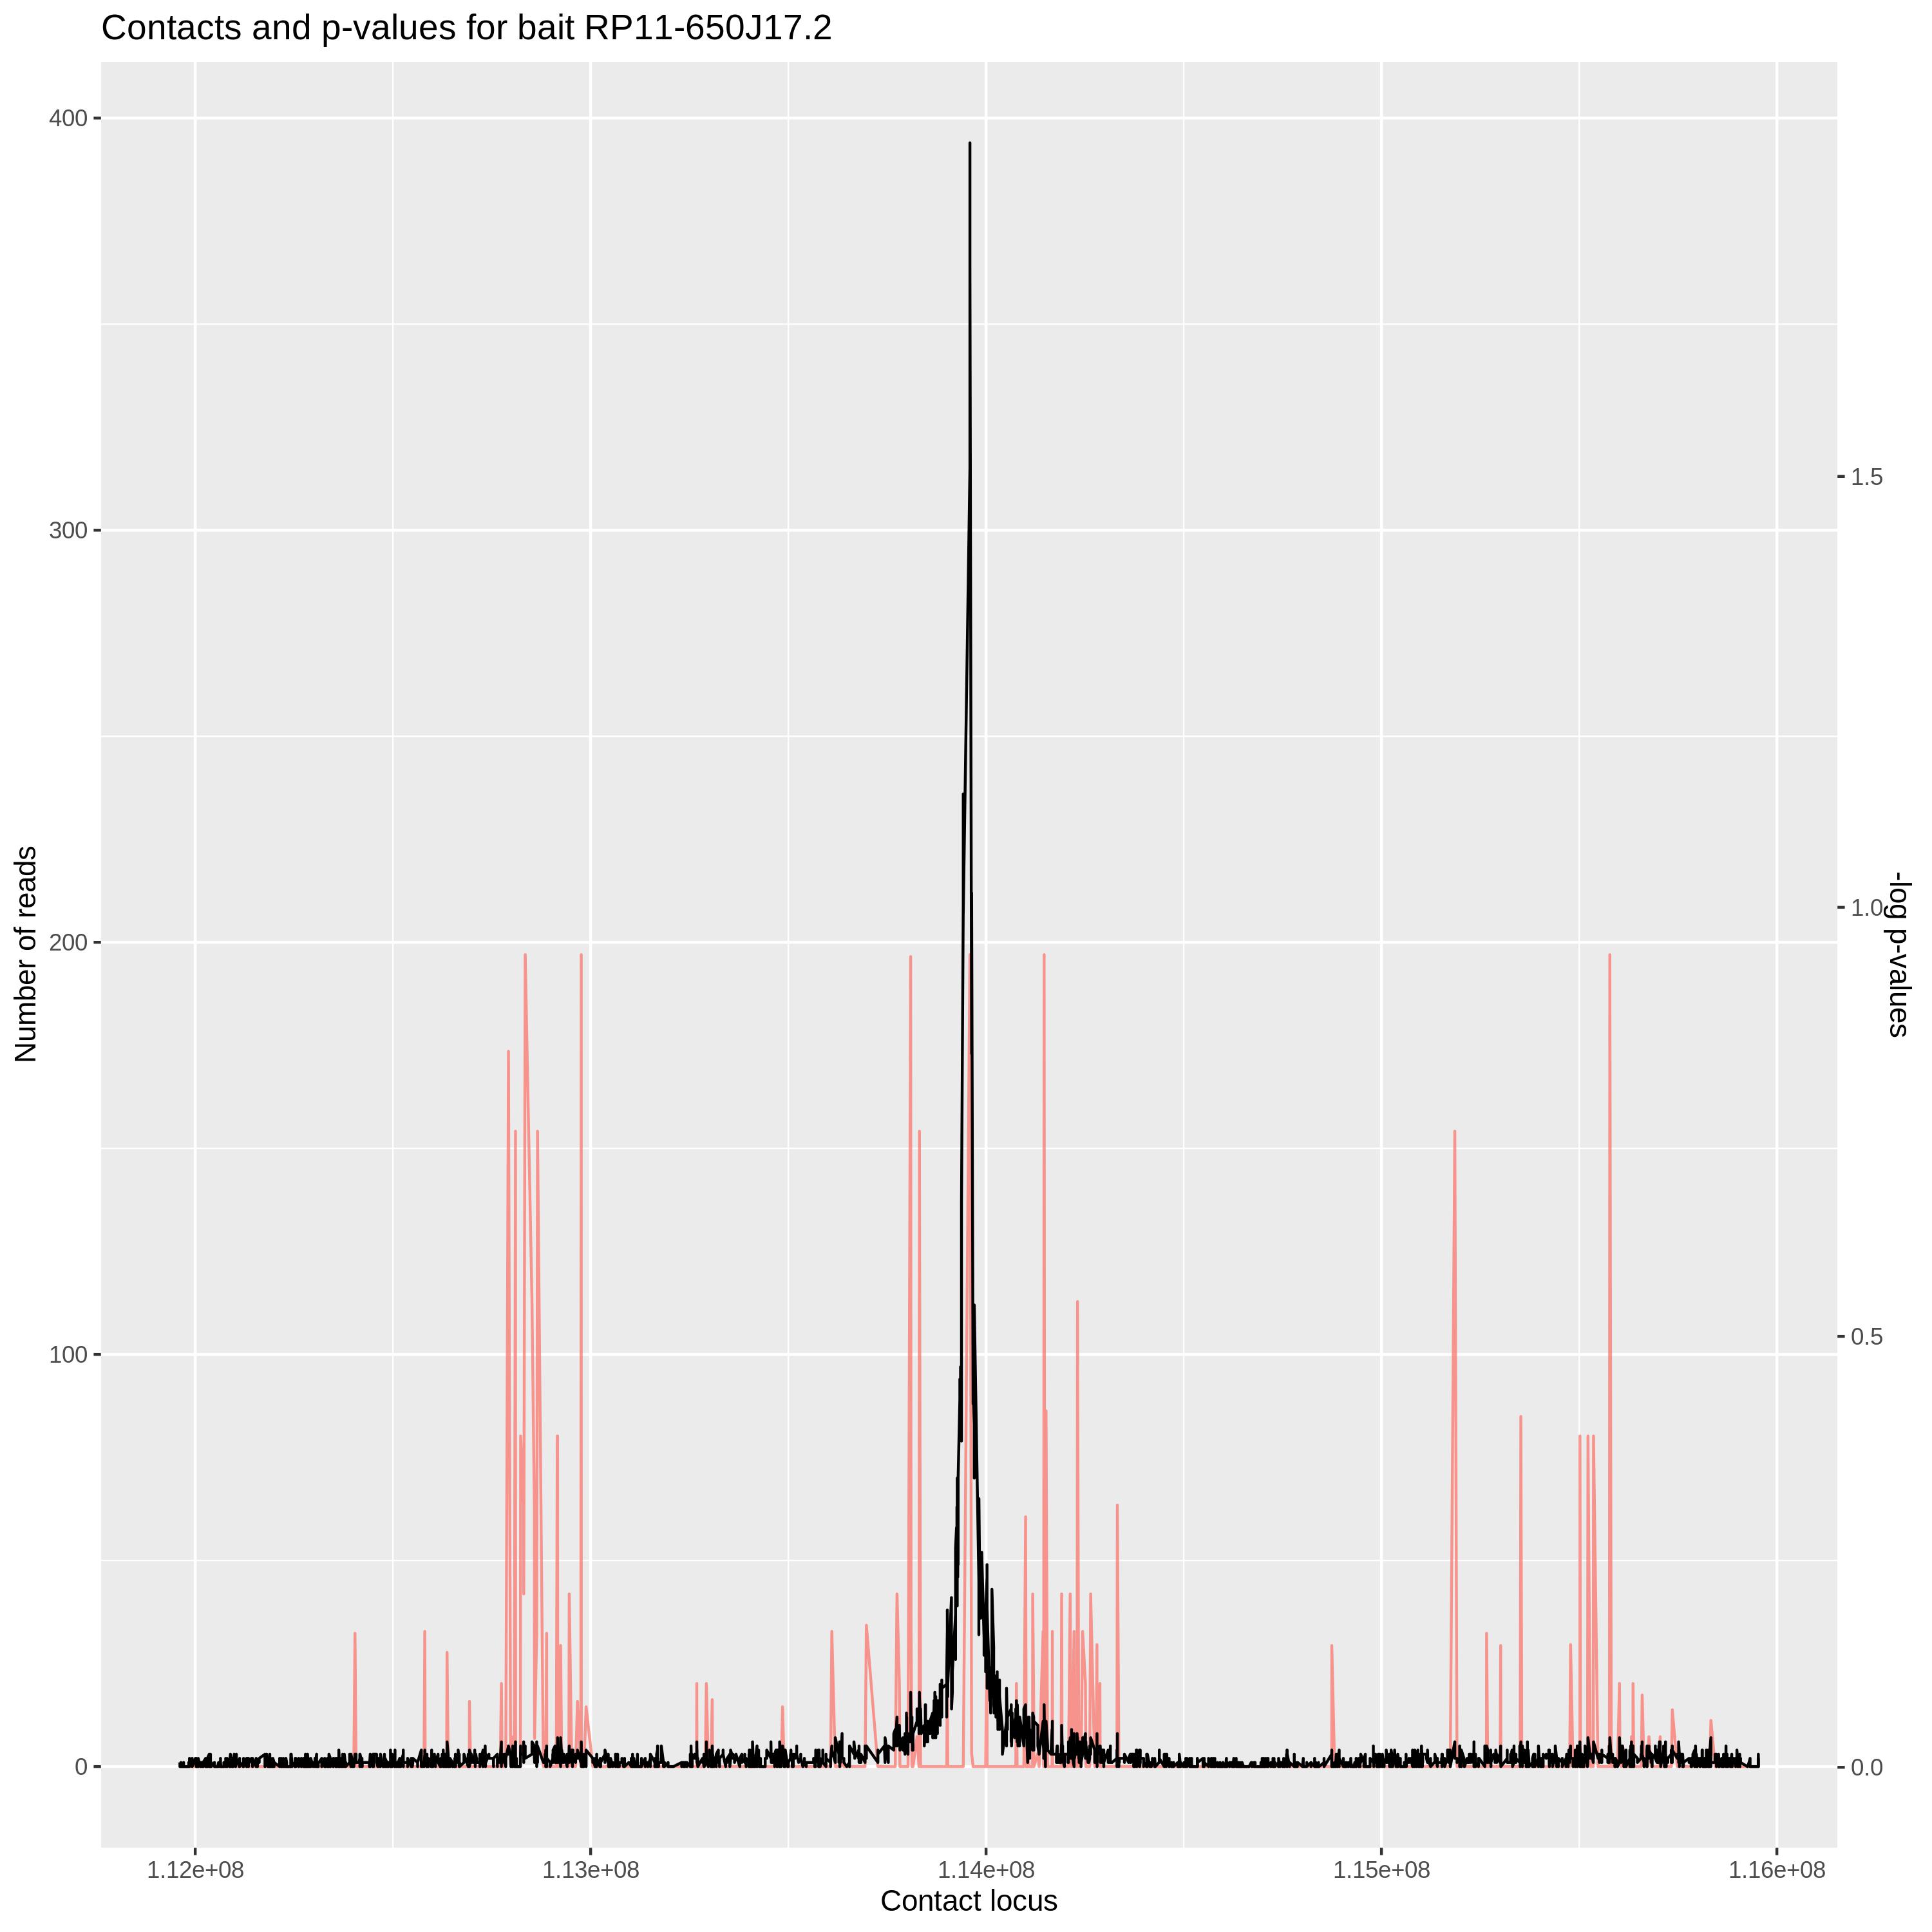 Contacts and p-values for bait RP11-650J17.2
400
300
200
100
0
Number of reads
1.5
1.0
0.5
0.0
-log p-values
1.12e+08
1.13e+08
1.14e+08
1.15e+08
1.16e+08
Contact locus